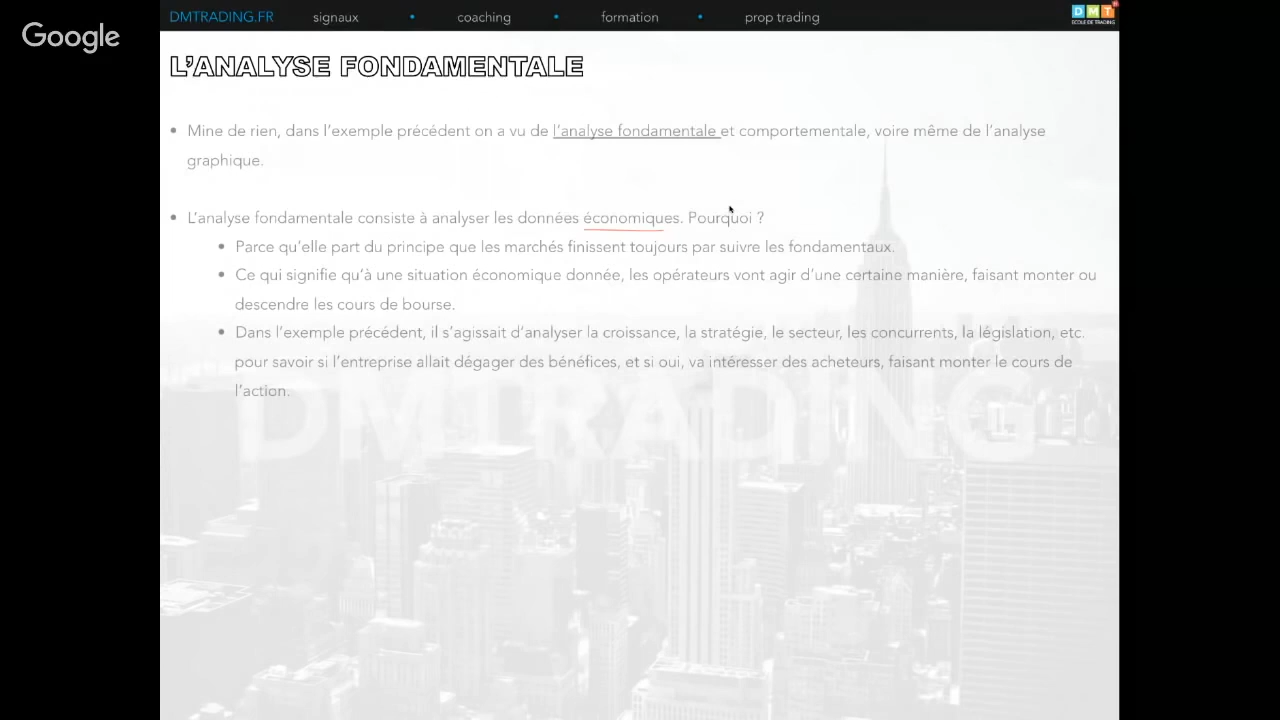 Google
DMTRADING.FR signaux • coaching • formation • prop trading
DMT
ECOLE DE TRADING
L'ANALYSE FONDAMENTALE
• Mine de rien, dans l'exemple précédent on a vu de l'analyse fondamentale et comportementale, voire même de l'analyse
graphique.
• L'analyse fondamentale consiste à analyser les données économiques. Pourquoi ?
• Parce qu'elle part du principe que les marchés finissent toujours par suivre les fondamentaux.
• Ce qui signifie qu'à une situation économique donnée, les opérateurs vont agir d'une certaine manière, faisant monter ou
descendre les cours de bourse.
• Dans l'exemple précédent, il s'agissait d'analyser la croissance, la stratégie, le secteur, les concurrents, la législation, etc.
pour savoir si l'entreprise allait dégager des bénéfices, et si oui, va intéresser des acheteurs, faisant monter le cours de
l'action.
DMTRADING